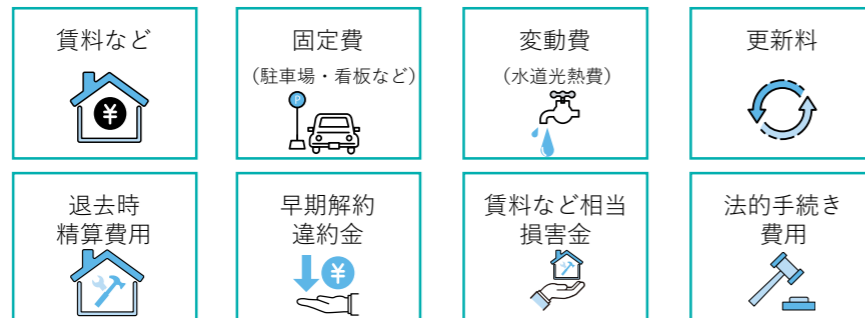 賃料など
固定費
(駐車場・看板など)
P
変動費
(水道光熱費)
更新料
¥
退去時
精算費用
早期解約
違約金
¥
賃料など相当
損害金
法的手続き
費用